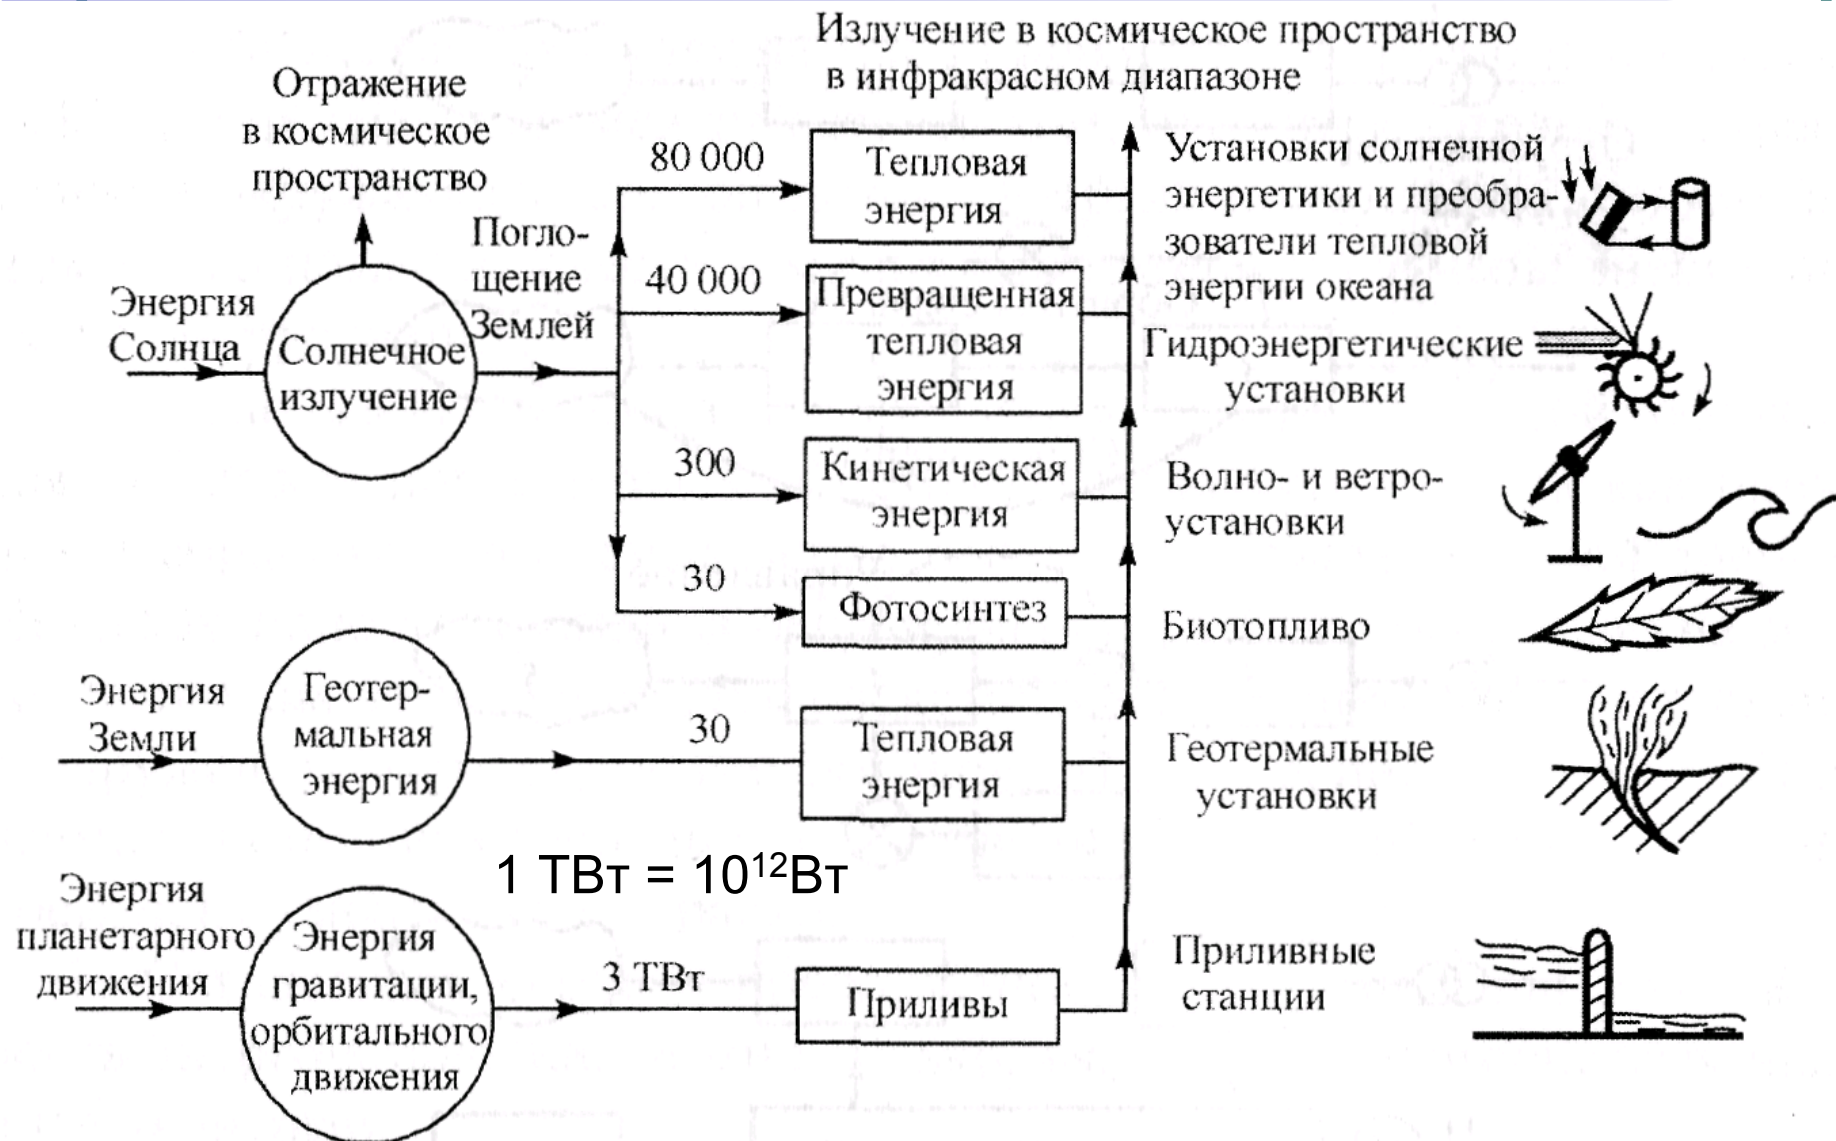 Излучение в космическое пространство
в инфракрасном диапазоне
Отражение
в космическое
пространство
Энергия
Солнца
Солнечное
излучение
Погло-
щение
Землей
80 000
Тепловая
энергия
Установки солнечной
энергетики и преобра-
зователи тепловой
энергии океана
40 000
Превращенная
тепловая
энергия
Гидроэнергетические
установки
300
Кинетическая
энергия
Волно- и ветро-
установки
30
Фотосинтез
Биотопливо
Энергия
Земли
Геотер-
мальная
энергия
30
Тепловая
энергия
Геотермальные
установки
1 ТВт = 10¹²Вт
Энергия
планетарного
движения
Энергия
гравитации,
орбитального
движения
3 ТВт
Приливы
Приливные
станции